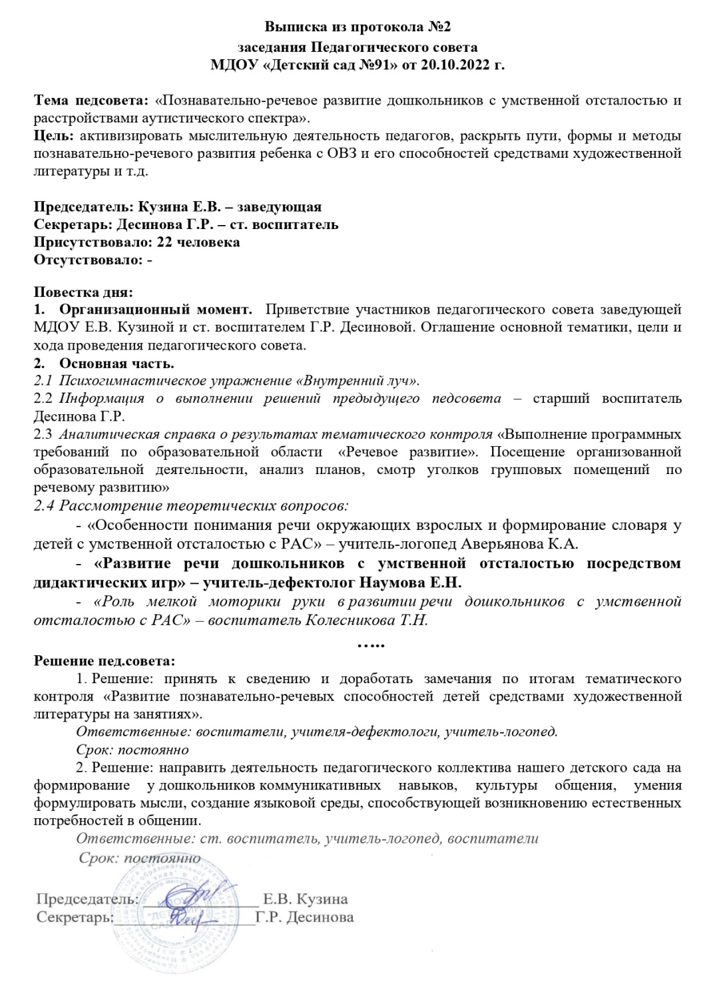 Выписка из протокола №2
заседания Педагогического совета
МДОУ «Детский сад №91» от 20.10.2022 г.
Тема педсовета: «Познавательно-речевое развитие дошкольников с умственной отсталостью и
расстройствами аутистического спектра».
Цель: активизировать мыслительную деятельность педагогов, раскрыть пути, формы и методы
познавательно-речевого развития ребенка с ОВЗ и его способностей средствами художественной
литературы и т.д.
Председатель: Кузина Е.В. – заведующая
Секретарь: Десинова Г.Р. – ст. воспитатель
Присутствовало: 22 человека
Отсутствовало: -
Повестка дня:
1. Организационный момент. Приветствие участников педагогического совета заведующей
МДОУ Е.В. Кузиной и ст. воспитателем Г.Р. Десиновой. Оглашение основной тематики, цели и
хода проведения педагогического совета.
2. Основная часть.
2.1 Психогимнастическое упражнение «Внутренний луч».
2.2 Информация о выполнении решений предыдущего педсовета – старший воспитатель
Десинова Г.Р.
2.3 Аналитическая справка о результатах тематического контроля «Выполнение программных
требований по образовательной области «Речевое развитие». Посещение организованной
образовательной деятельности, анализ планов, смотр уголков групповых помещений по
речевому развитию»
2.4 Рассмотрение теоретических вопросов:
- «Особенности понимания речи окружающих взрослых и формирование словаря у
детей с умственной отсталостью с РАС» – учитель-логопед Аверьянова К.А.
- «Развитие речи дошкольников с умственной отсталостью посредством
дидактических игр» – учитель-дефектолог Наумова Е.Н.
- «Роль мелкой моторики руки в развитии речи дошкольников с умственной
отсталостью с РАС» – воспитатель Колесникова Т.Н.
…..
Решение пед.совета:
1. Решение: принять к сведению и доработать замечания по итогам тематического
контроля «Развитие познавательно-речевых способностей детей средствами художественной
литературы на занятиях».
Ответственные: воспитатели, учителя-дефектологи, учитель-логопед.
Срок: постоянно
2. Решение: направить деятельность педагогического коллектива нашего детского сада на
формирование у дошкольников коммуникативных навыков, культуры общения, умения
формулировать мысли, создание языковой среды, способствующей возникновению естественных
потребностей в общении.
Ответственные: ст. воспитатель, учитель-логопед, воспитатели
Срок: постоянно
Председатель: ______________ Е.В. Кузина
Секретарь:_________________Г.Р. Десинова
"ДЕТСКИЙ
САД